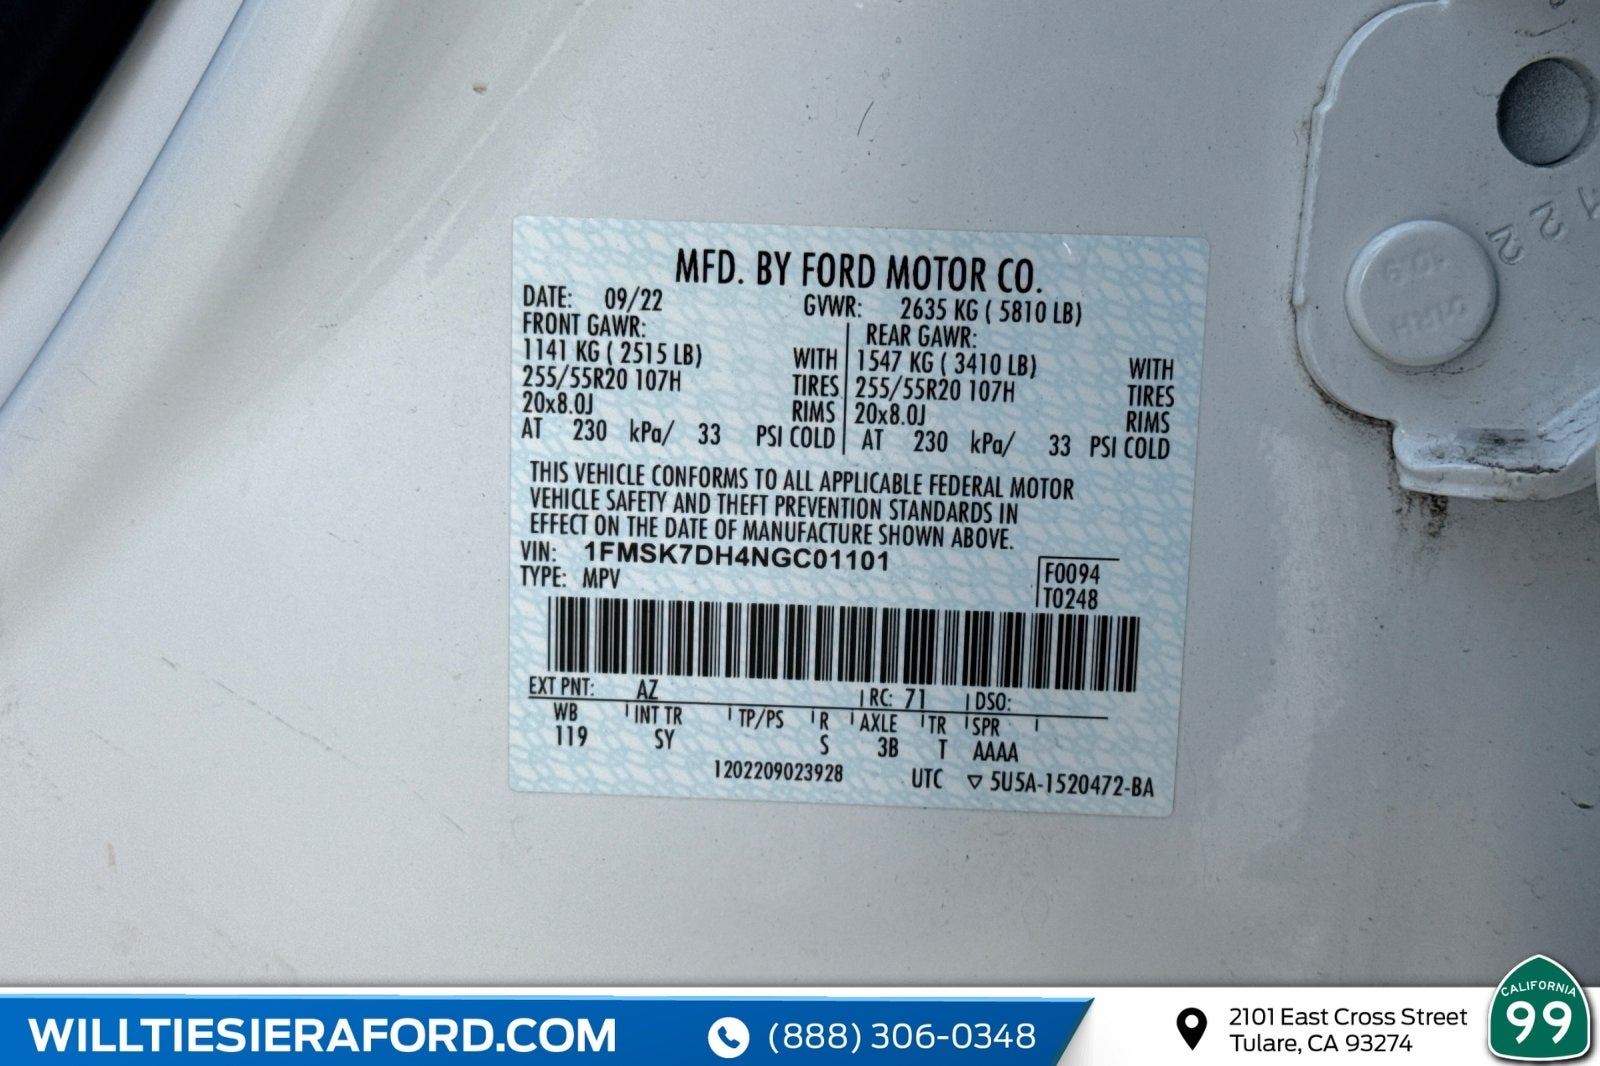 MFD. BY FORD MOTOR CO.
DATE: 09/22 GVWR: 2635 KG ( 5810 LB)
FRONT GAWR: REAR GAWR:
1141 KG ( 2515 LB) WITH 1547 KG ( 3410 LB) WITH
255/55R20 107H TIRES 255/55R20 107H TIRES
20x8.0J RIMS 20x8.0J RIMS
AT 230 kPa/ 33 PSI COLD AT 230 kPa/ 33 PSI COLD
THIS VEHICLE CONFORMS TO ALL APPLICABLE FEDERAL MOTOR
VEHICLE SAFETY AND THEFT PREVENTION STANDARDS IN
EFFECT ON THE DATE OF MANUFACTURE SHOWN ABOVE.
VIN: 1FMSK7DH4NGC01101
TYPE: MPV
F0094
T0248
EXT PNT: AZ RC: 71 DSO:
WB INT TR TP/PS R AXLE TR SPR
119 SY S 3B T AAAA
1202209023928 UTC ▽ 5U5A-1520472-BA
122
WILLTIESIERAFORD.COM
(888) 306-0348
2101 East Cross Street
Tulare, CA 93274
CALIFORNIA
99